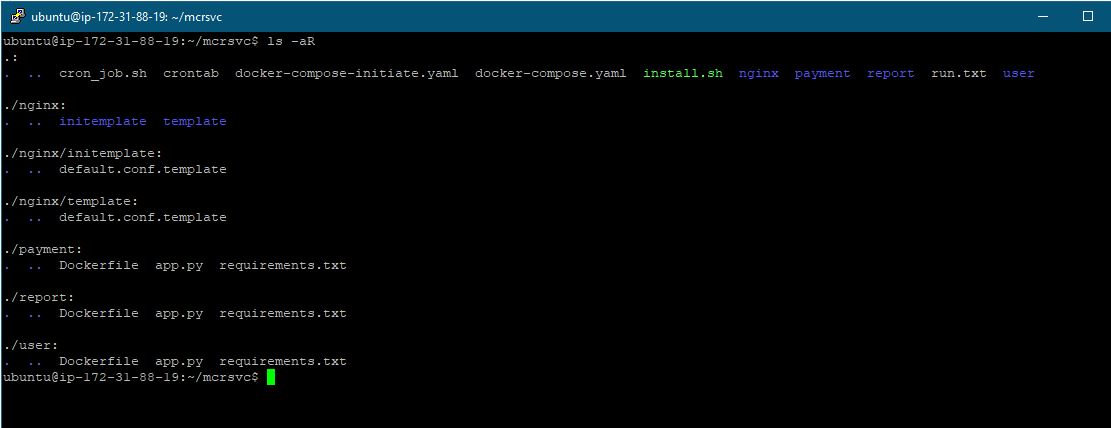 ubuntu@ip-172-31-88-19: ~/mcrsvc
ubuntu@ip-172-31-88-19:~/mcrsvc$ ls -aR
.:
.  ..  cron_job.sh  crontab  docker-compose-initiate.yaml  docker-compose.yaml  install.sh  nginx  payment  report  run.txt  user
./nginx:
.  ..  initemplate  template
./nginx/initemplate:
.  ..  default.conf.template
./nginx/template:
.  ..  default.conf.template
./payment:
.  ..  Dockerfile  app.py  requirements.txt
./report:
.  ..  Dockerfile  app.py  requirements.txt
./user:
.  ..  Dockerfile  app.py  requirements.txt
ubuntu@ip-172-31-88-19:~/mcrsvc$